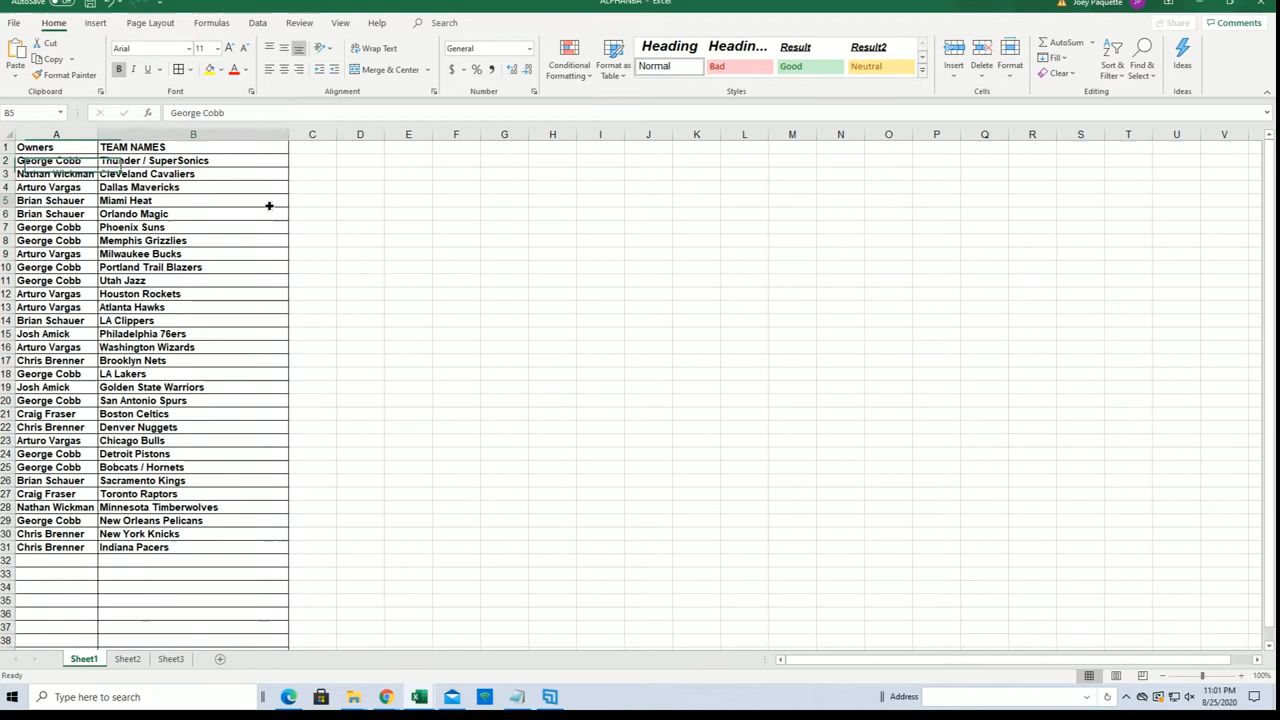 AutoSave Off ALPHANBA - Excel Joey Paquette JP
File Home Insert Page Layout Formulas Data Review View Help Search Share Comments
Paste Cut Copy Format Painter
Arial 11 A A
B I U A
Wrap Text
Merge & Center
General
$ % ,
Conditional Formatting Format as Table
Heading Headin... Result Result2
Normal Bad Good Neutral
Insert Delete Format
AutoSum Fill Clear
Sort & Filter Find & Select Ideas
Clipboard Font Alignment Number Styles Cells Editing Ideas
B5 fx George Cobb
A B C D E F G H I J K L M N O P Q R S T U V
1 Owners TEAM NAMES
2 George Cobb Thunder / SuperSonics
3 Nathan Wickman Cleveland Cavaliers
4 Arturo Vargas Dallas Mavericks
5 Brian Schauer Miami Heat
6 Brian Schauer Orlando Magic
7 George Cobb Phoenix Suns
8 George Cobb Memphis Grizzlies
9 Arturo Vargas Milwaukee Bucks
10 George Cobb Portland Trail Blazers
11 George Cobb Utah Jazz
12 Arturo Vargas Houston Rockets
13 Arturo Vargas Atlanta Hawks
14 Brian Schauer LA Clippers
15 Josh Amick Philadelphia 76ers
16 Arturo Vargas Washington Wizards
17 Chris Brenner Brooklyn Nets
18 George Cobb LA Lakers
19 Josh Amick Golden State Warriors
20 George Cobb San Antonio Spurs
21 Craig Fraser Boston Celtics
22 Chris Brenner Denver Nuggets
23 Arturo Vargas Chicago Bulls
24 George Cobb Detroit Pistons
25 George Cobb Bobcats / Hornets
26 Brian Schauer Sacramento Kings
27 Craig Fraser Toronto Raptors
28 Nathan Wickman Minnesota Timberwolves
29 George Cobb New Orleans Pelicans
30 Chris Brenner New York Knicks
31 Chris Brenner Indiana Pacers
32
33
34
35
36
37
38
Sheet1 Sheet2 Sheet3
Ready 100%
Type here to search Address 11:01 PM
8/25/2020